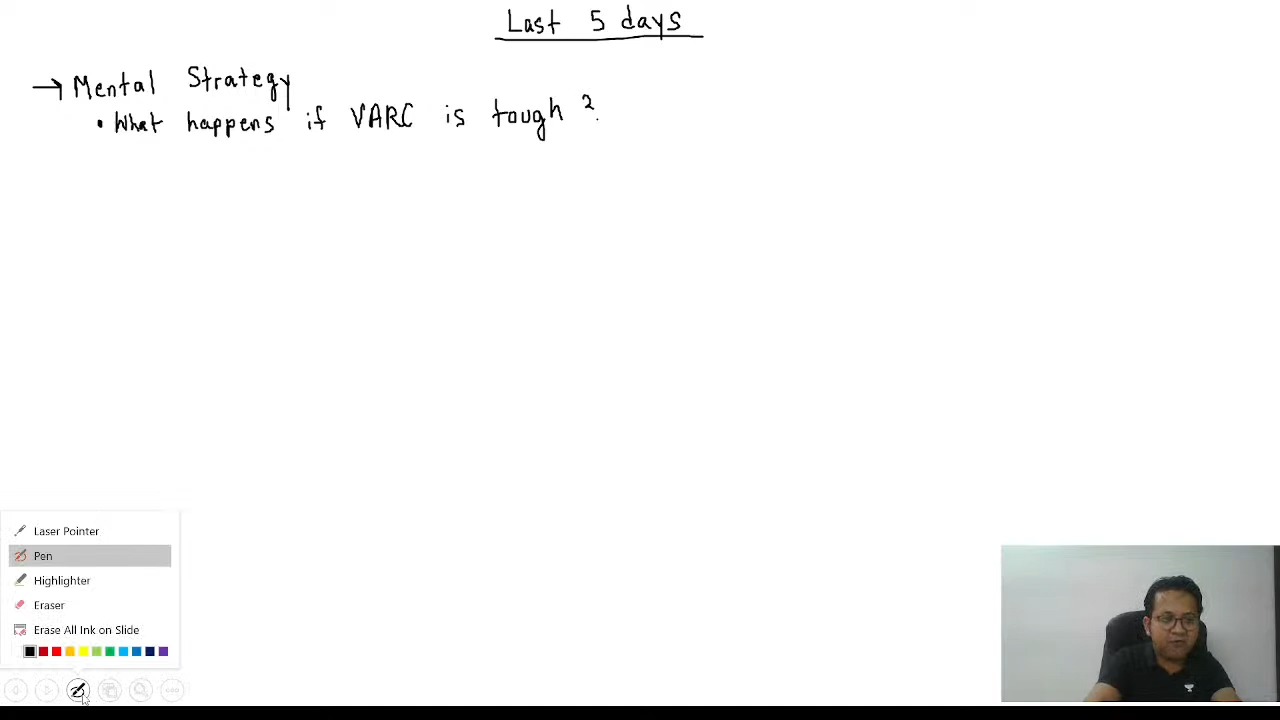 Last 5 days
→ Mental Strategy
• What happens if VARC is tough ?
Laser Pointer
Pen
Highlighter
Eraser
Erase All Ink on Slide